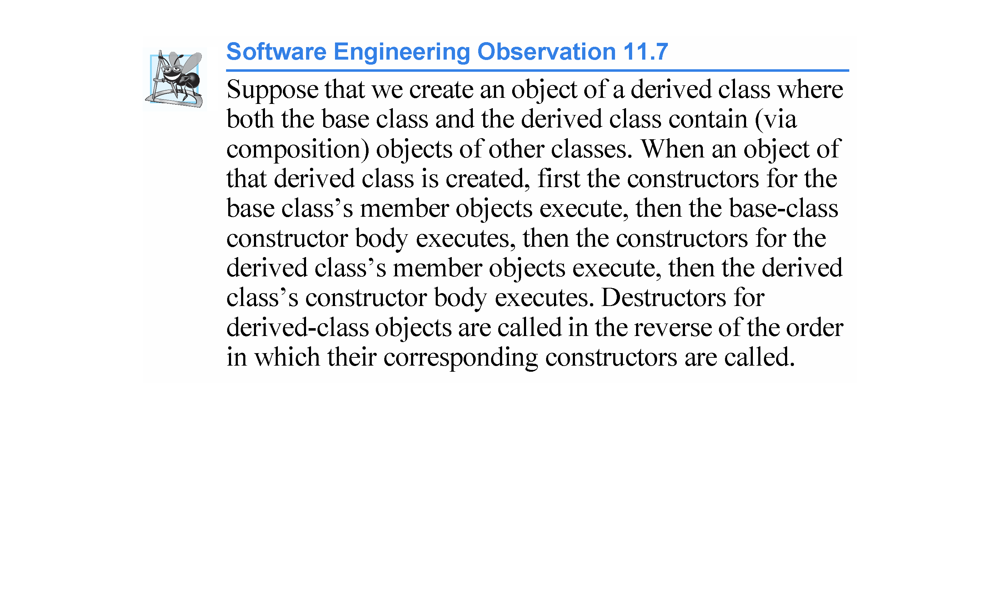 Software Engineering Observation 11.7
Suppose that we create an object of a derived class where
both the base class and the derived class contain (via
composition) objects of other classes. When an object of
that derived class is created, first the constructors for the
base class’s member objects execute, then the base-class
constructor body executes, then the constructors for the
derived class’s member objects execute, then the derived
class’s constructor body executes. Destructors for
derived-class objects are called in the reverse of the order
in which their corresponding constructors are called.